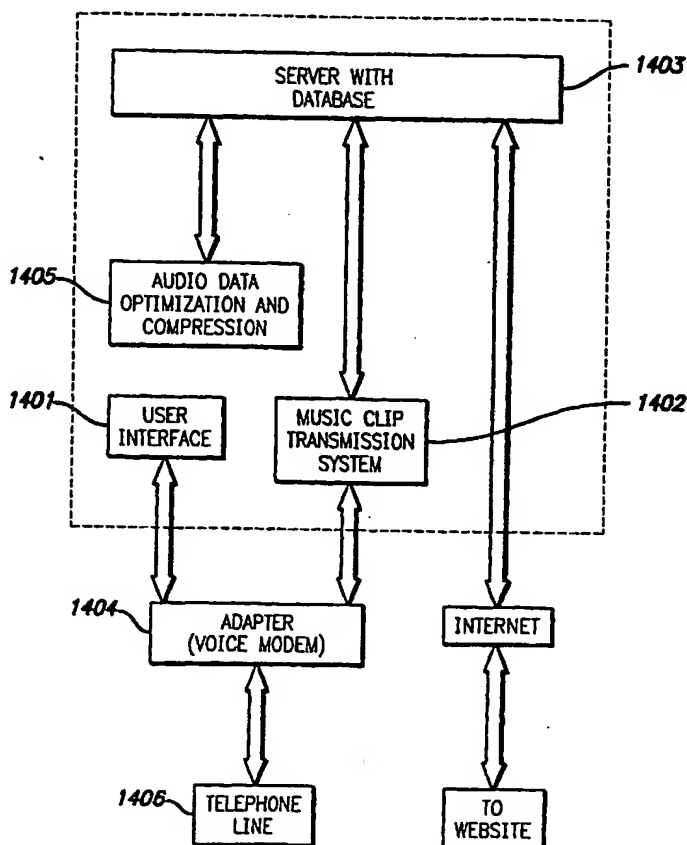 1403
SERVER WITH
DATABASE
1405
AUDIO DATA
OPTIMIZATION AND
COMPRESSION
1401
USER
INTERFACE
MUSIC CLIP
TRANSMISSION
SYSTEM
1402
1404
ADAPTER
(VOICE MODEM)
INTERNET
1406
TELEPHONE
LINE
TO
WEBSITE